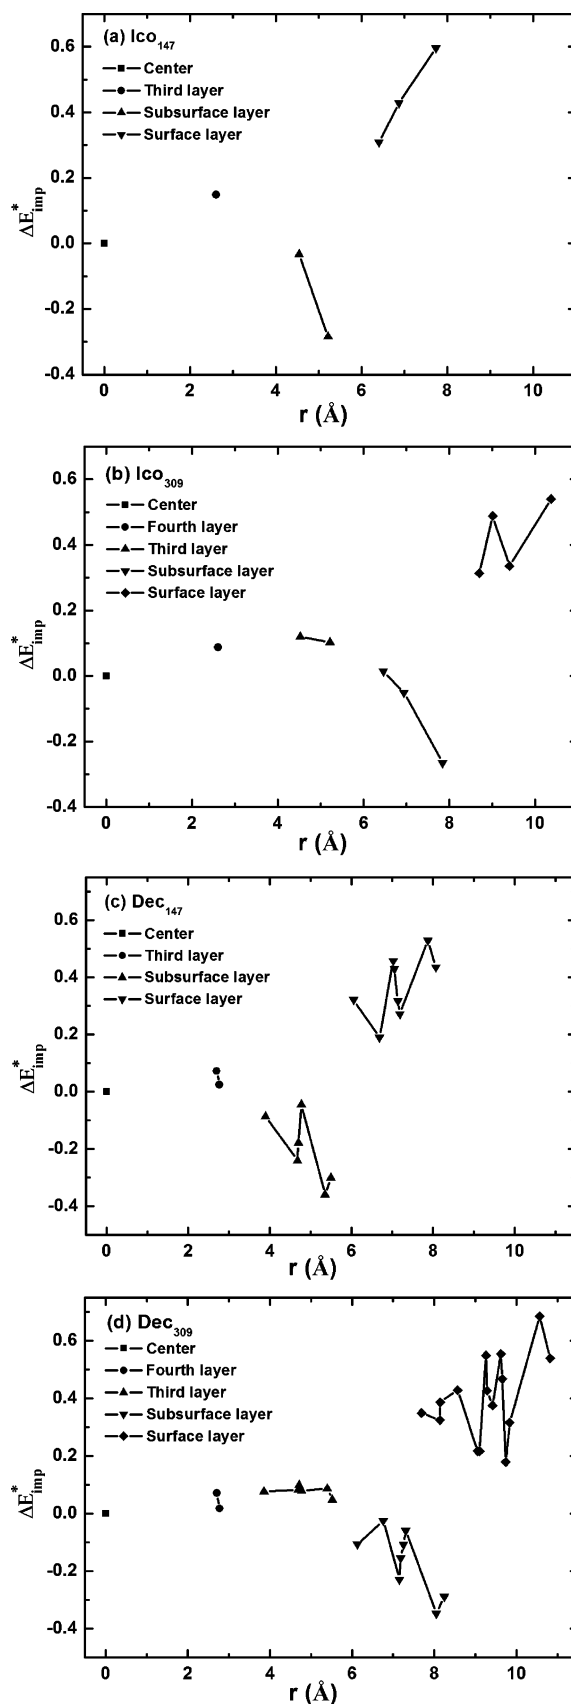 (a) Ico147
Center
Third layer
Subsurface layer
Surface layer
0.6
0.4
0.2
0.0
-0.2
-0.4
ΔE*imp
0 2 4 6 8 10
r (Å)
(b) Ico309
Center
Fourth layer
Third layer
Subsurface layer
Surface layer
0.6
0.4
0.2
0.0
-0.2
-0.4
ΔE*imp
0 2 4 6 8 10
r (Å)
(c) Dec147
Center
Third layer
Subsurface layer
Surface layer
0.6
0.4
0.2
0.0
-0.2
-0.4
ΔE*imp
0 2 4 6 8 10
r (Å)
(d) Dec309
Center
Fourth layer
Third layer
Subsurface layer
Surface layer
0.6
0.4
0.2
0.0
-0.2
-0.4
ΔE*imp
0 2 4 6 8 10
r (Å)